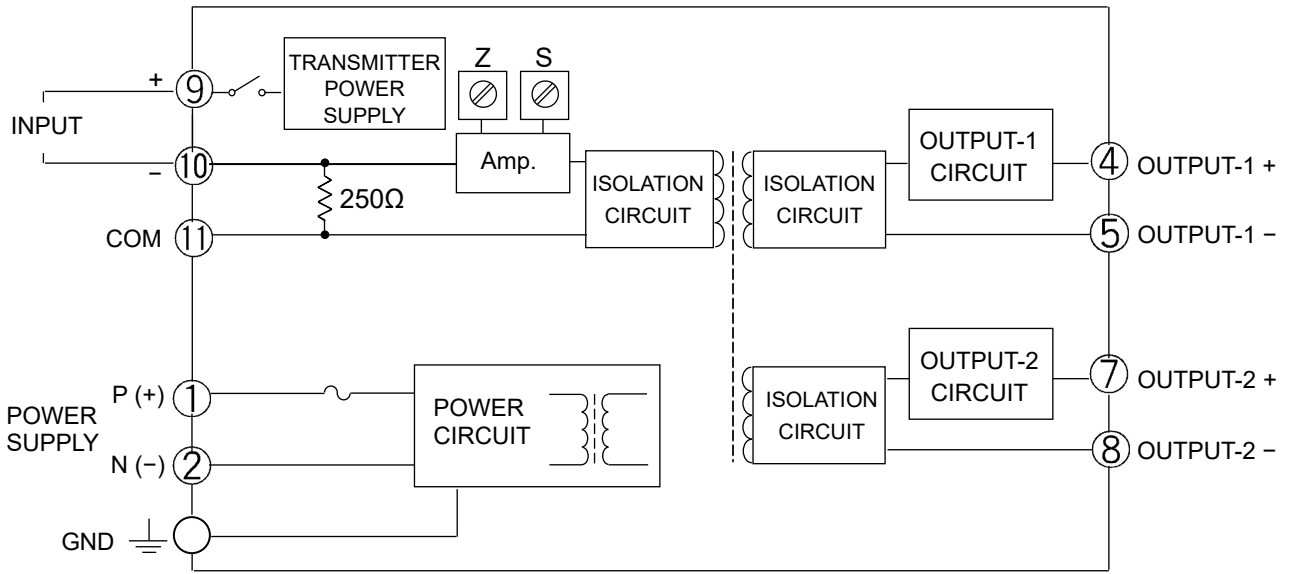 TRANSMITTER
POWER
SUPPLY
Z
S
+
9
INPUT
−
10
250Ω
Amp.
COM
11
ISOLATION
CIRCUIT
ISOLATION
CIRCUIT
OUTPUT-1
CIRCUIT
4
OUTPUT-1 +
5
OUTPUT-1 −
POWER
SUPPLY
P (+)
1
N (−)
2
GND
POWER
CIRCUIT
ISOLATION
CIRCUIT
OUTPUT-2
CIRCUIT
7
OUTPUT-2 +
8
OUTPUT-2 −